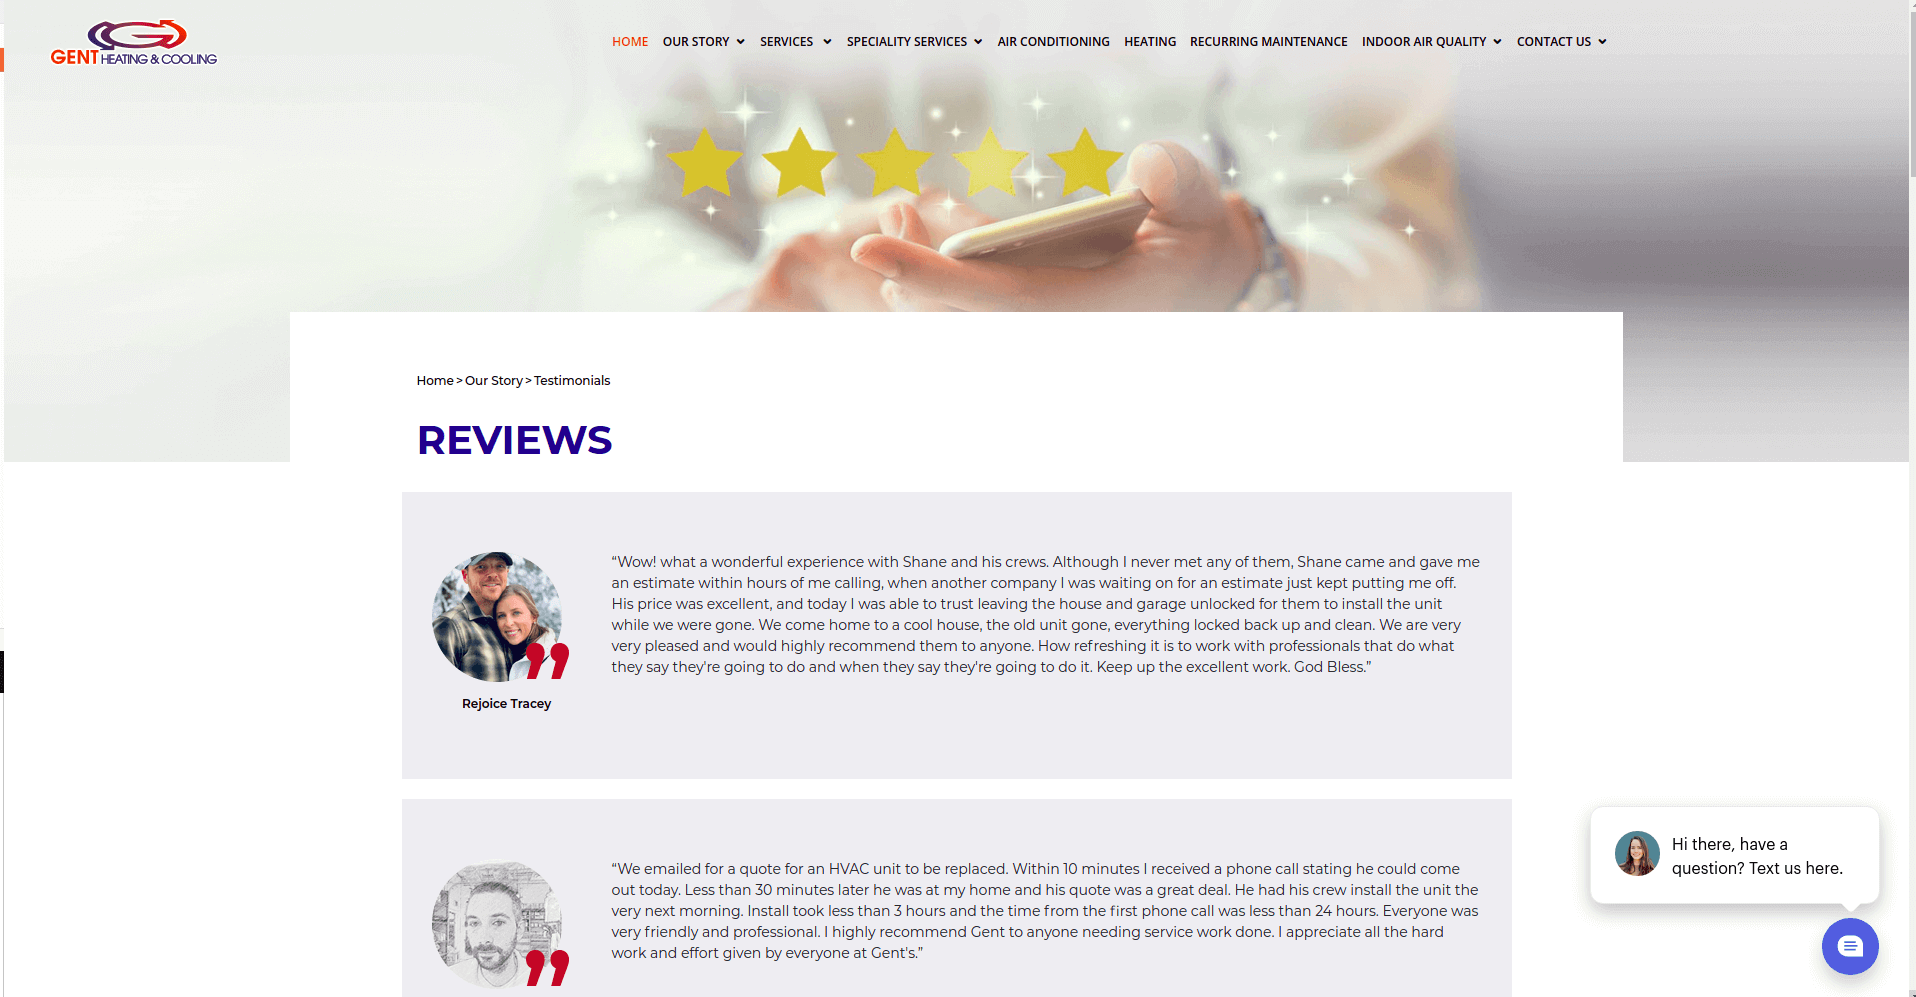 GENT HEATING & COOLING
HOME OUR STORY SERVICES SPECIALITY SERVICES AIR CONDITIONING HEATING RECURRING MAINTENANCE INDOOR AIR QUALITY CONTACT US
Home > Our Story > Testimonials
REVIEWS
“Wow! what a wonderful experience with Shane and his crews. Although I never met any of them, Shane came and gave me
an estimate within hours of me calling, when another company I was waiting on for an estimate just kept putting me off.
His price was excellent, and today I was able to trust leaving the house and garage unlocked for them to install the unit
while we were gone. We come home to a cool house, the old unit gone, everything locked back up and clean. We are very
very pleased and would highly recommend them to anyone. How refreshing it is to work with professionals that do what
they say they're going to do and when they say they're going to do it. Keep up the excellent work. God Bless.”
Rejoice Tracey
“We emailed for a quote for an HVAC unit to be replaced. Within 10 minutes I received a phone call stating he could come
out today. Less than 30 minutes later he was at my home and his quote was a great deal. He had his crew install the unit the
very next morning. Install took less than 3 hours and the time from the first phone call was less than 24 hours. Everyone was
very friendly and professional. I highly recommend Gent to anyone needing service work done. I appreciate all the hard
work and effort given by everyone at Gent's.”
Hi there, have a
question? Text us here.